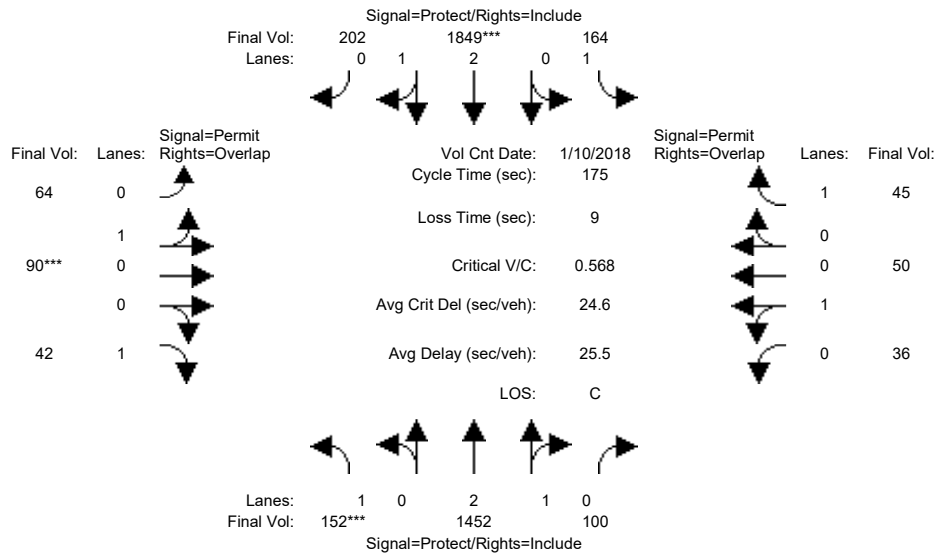 Signal=Protect/Rights=Include
Final Vol: 202 1849*** 164
Lanes: 0 1 2 0 1
Signal=Permit Signal=Permit
Final Vol: Lanes: Rights=Overlap Vol Cnt Date: 1/10/2018 Rights=Overlap Lanes: Final Vol:
Cycle Time (sec): 175
64 0 1 45
Loss Time (sec): 9
1 0
90*** 0 Critical V/C: 0.568 0 50
0 Avg Crit Del (sec/veh): 24.6 1
42 1 Avg Delay (sec/veh): 25.5 0 36
LOS: C
Lanes: 1 0 2 1 0
Final Vol: 152*** 1452 100
Signal=Protect/Rights=Include